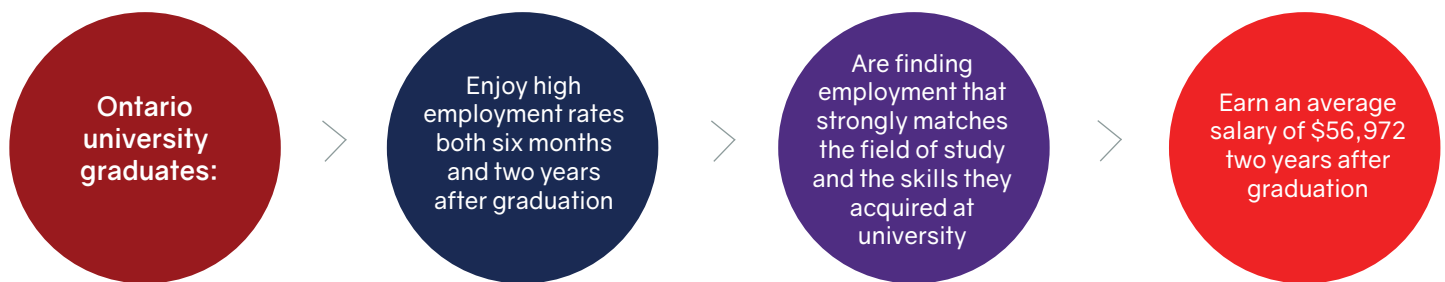 Ontario
university
graduates:
Enjoy high
employment rates
both six months
and two years
after graduation
Are finding
employment that
strongly matches
the field of study
and the skills they
acquired at
university
Earn an average
salary of $56,972
two years after
graduation